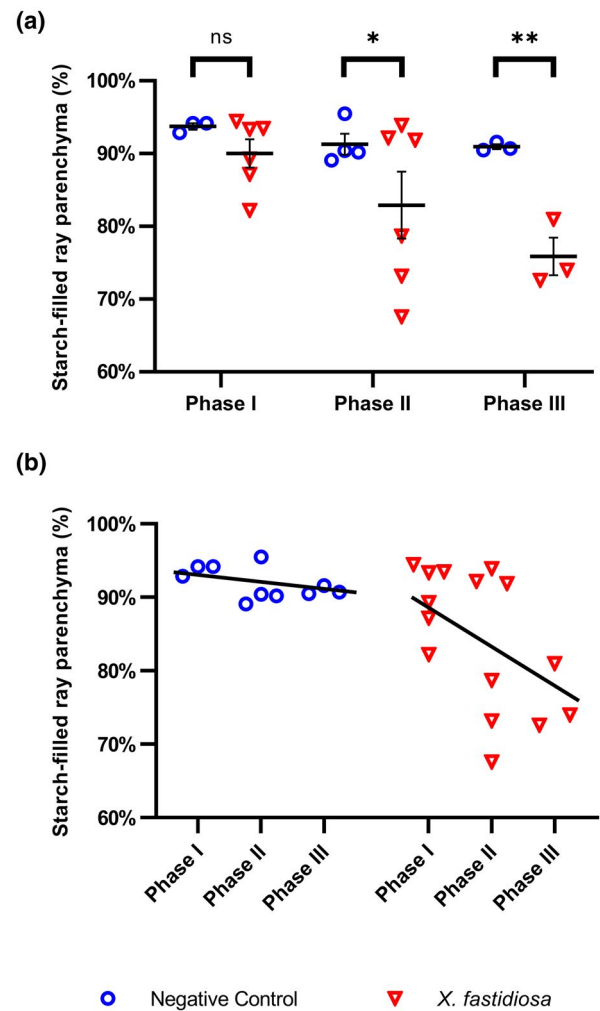 (a)
ns * **
Starch-filled ray parenchyma (%)
100%
90%
80%
70%
60%
Phase I Phase II Phase III
(b)
Starch-filled ray parenchyma (%)
100%
90%
80%
70%
60%
Phase I Phase II Phase III Phase I Phase II Phase III
Negative Control X. fastidiosa